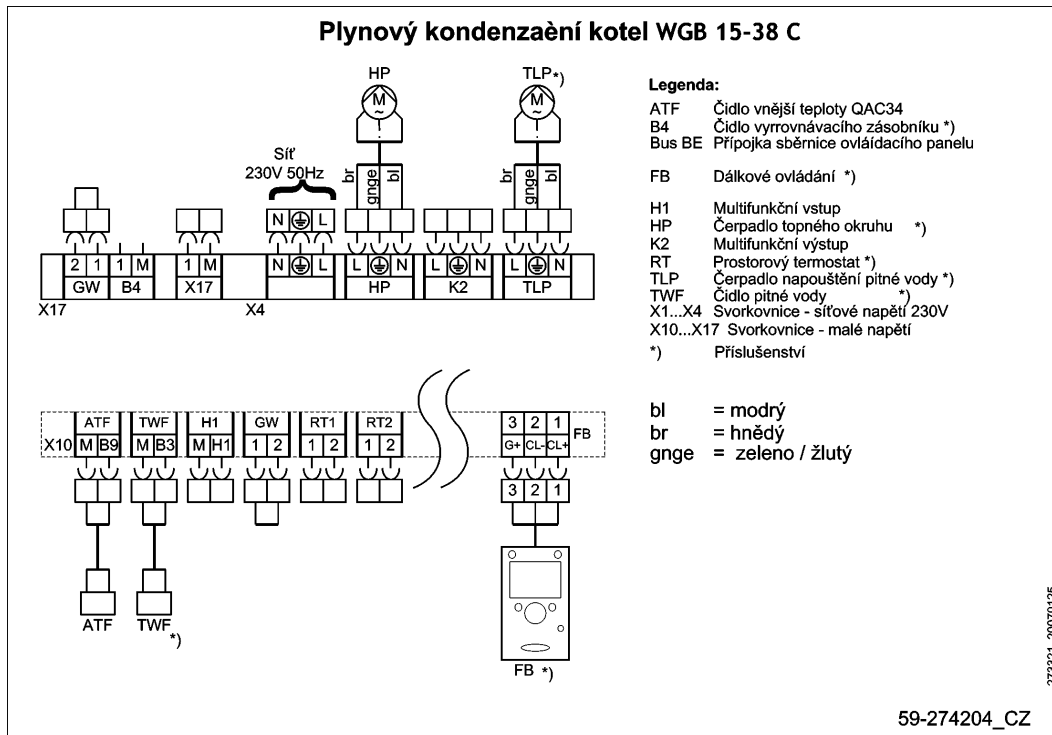 Plynový kondenzaèní kotel WGB 15-38 C
HP
TLP *)
M
~
M
~
Síť
230V 50Hz
br
gnge
bl
br
gnge
bl
N L
2 1 1 M 1 M N L L N L N L N
GW B4 X17 HP K2 TLP
X17 X4
Legenda:
ATF Čidlo vnější teploty QAC34
B4 Čidlo vyrrovnávacího zásobníku *)
Bus BE Přípojka sběrnice ovláídacího panelu
FB Dálkové ovládání *)
H1 Multifunkční vstup
HP Čerpadlo topného okruhu *)
K2 Multifunkční výstup
RT Prostorový termostat *)
TLP Čerpadlo napouštění pitné vody *)
TWF Čidlo pitné vody *)
X1...X4 Svorkovnice - síťové napětí 230V
X10...X17 Svorkovnice - malé napětí
*) Příslušenství
bl = modrý
br = hnědý
gnge = zeleno / žlutý
ATF TWF H1 GW RT1 RT2 3 2 1
X10 M B9 M B3 M H1 1 2 1 2 1 2 G+ CL- CL+ FB
3 2 1
ATF TWF *)
FB *)
273321_20070125
59-274204_CZ